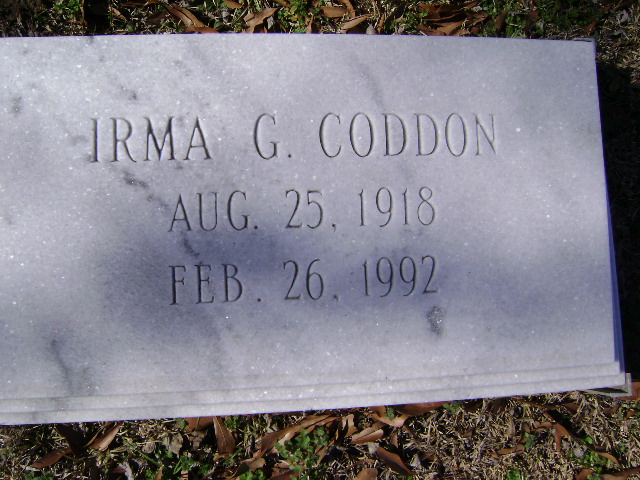 IRMA G. CODDON
AUG. 25, 1918
FEB. 26, 1992